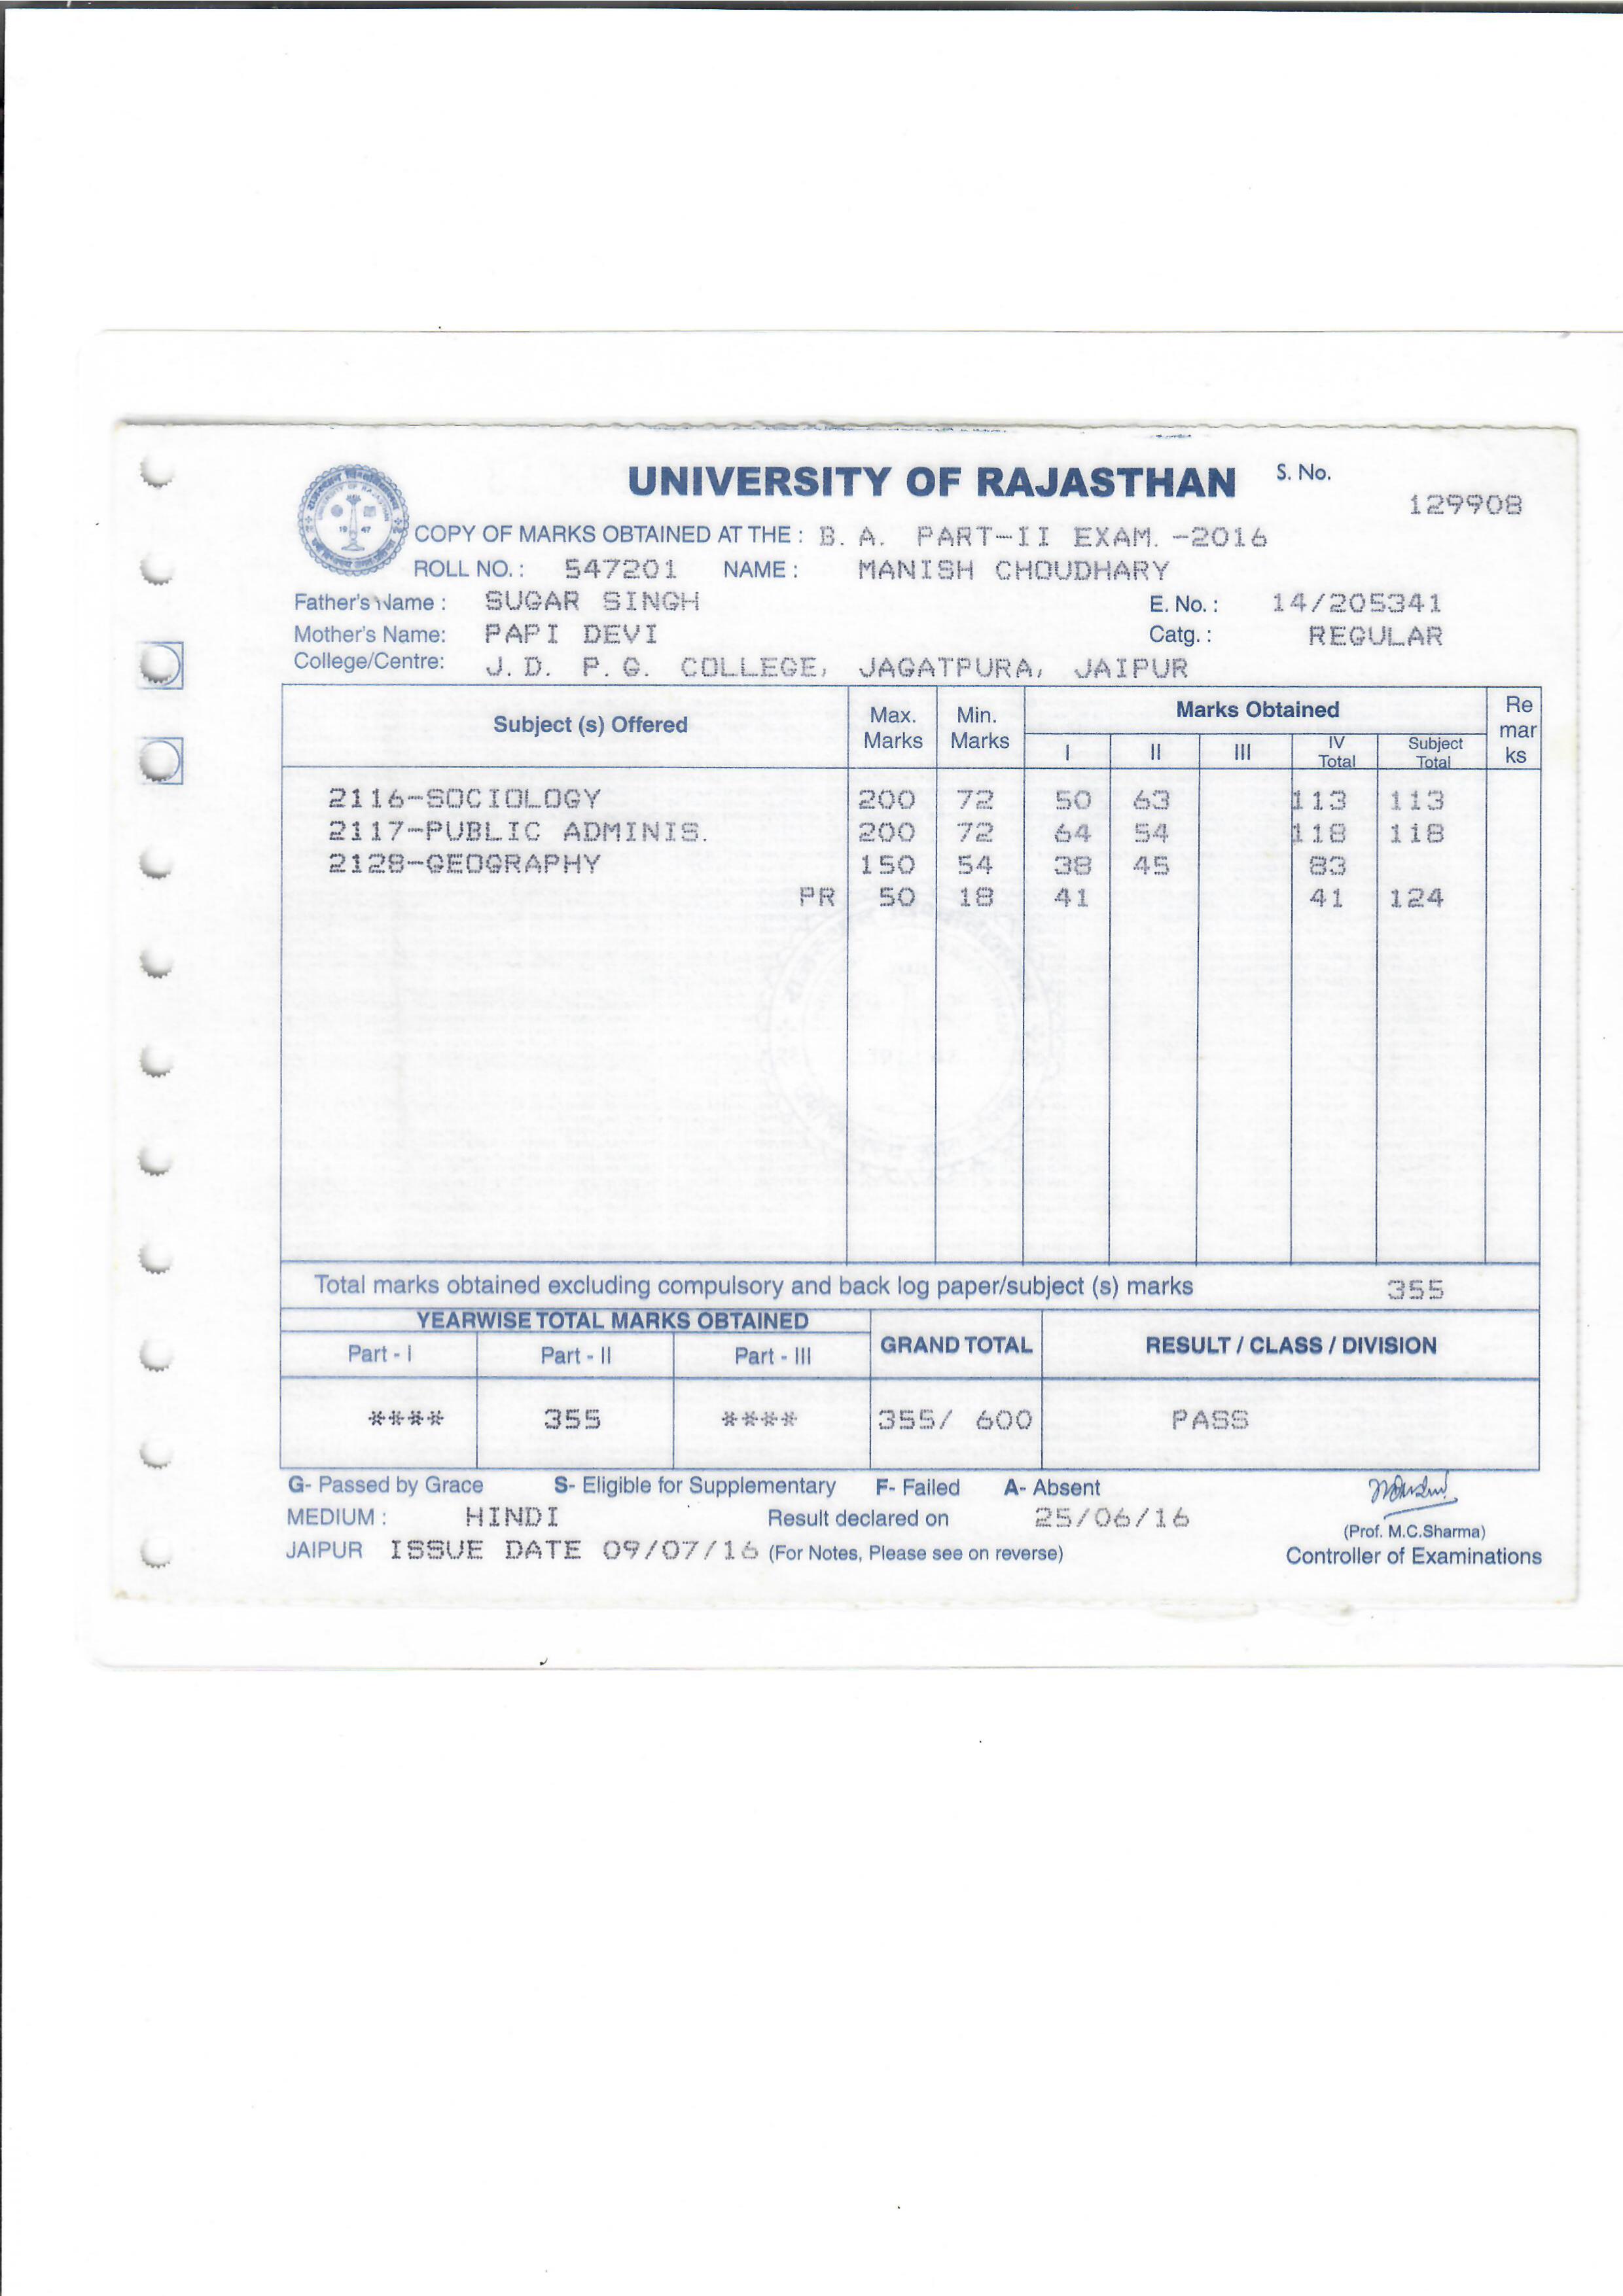 UNIVERSITY OF RAJASTHAN S. No.
129908
COPY OF MARKS OBTAINED AT THE : B. A. PART-II EXAM. -2016
ROLL NO. : 547201 NAME : MANISH CHOUDHARY
Father's Name : SUGAR SINGH E. No. : 14/205341
Mother's Name: PAPI DEVI Catg. : REGULAR
College/Centre: J. D. P. G. COLLEGE, JAGATPURA, JAIPUR
Subject (s) Offered Max. Marks Min. Marks Marks Obtained Re mar ks
I II III IV Total Subject Total
2116-SOCIOLOGY 200 72 50 63 113 113
2117-PUBLIC ADMINIS. 200 72 64 54 118 118
2128-GEOGRAPHY 150 54 38 45 83
PR 50 18 41 41 124
Total marks obtained excluding compulsory and back log paper/subject (s) marks 355
YEARWISE TOTAL MARKS OBTAINED GRAND TOTAL RESULT / CLASS / DIVISION
Part - I Part - II Part - III
**** 355 **** 355/ 600 PASS
G- Passed by Grace S- Eligible for Supplementary F- Failed A- Absent
MEDIUM : HINDI Result declared on 25/06/16
(Prof. M.C.Sharma)
JAIPUR ISSUE DATE 09/07/16 (For Notes, Please see on reverse) Controller of Examinations